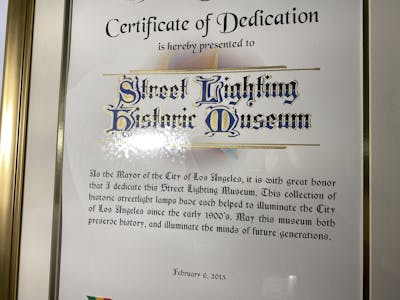 Certificate of Dedication
is hereby presented to
Street Lighting
Historic Museum
As the Mayor of the City of Los Angeles, it is with great honor
that I dedicate this Street Lighting Museum. This collection of
historic streetlight lamps have each helped to illuminate the City
of Los Angeles since the early 1900's. May this museum both
preserve history, and illuminate the minds of future generations.
February 6, 2015